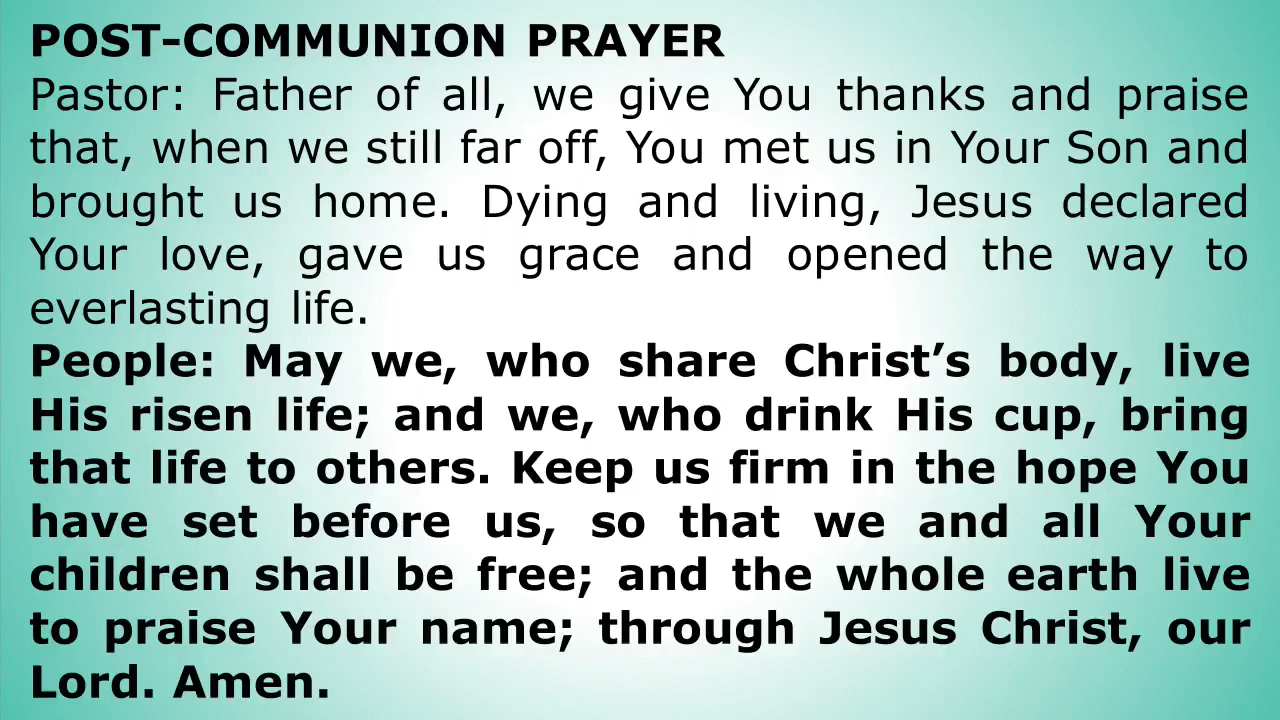 POST-COMMUNION PRAYER
Pastor: Father of all, we give You thanks and praise
that, when we still far off, You met us in Your Son and
brought us home. Dying and living, Jesus declared
Your love, gave us grace and opened the way to
everlasting life.
People: May we, who share Christ’s body, live
His risen life; and we, who drink His cup, bring
that life to others. Keep us firm in the hope You
have set before us, so that we and all Your
children shall be free; and the whole earth live
to praise Your name; through Jesus Christ, our
Lord. Amen.